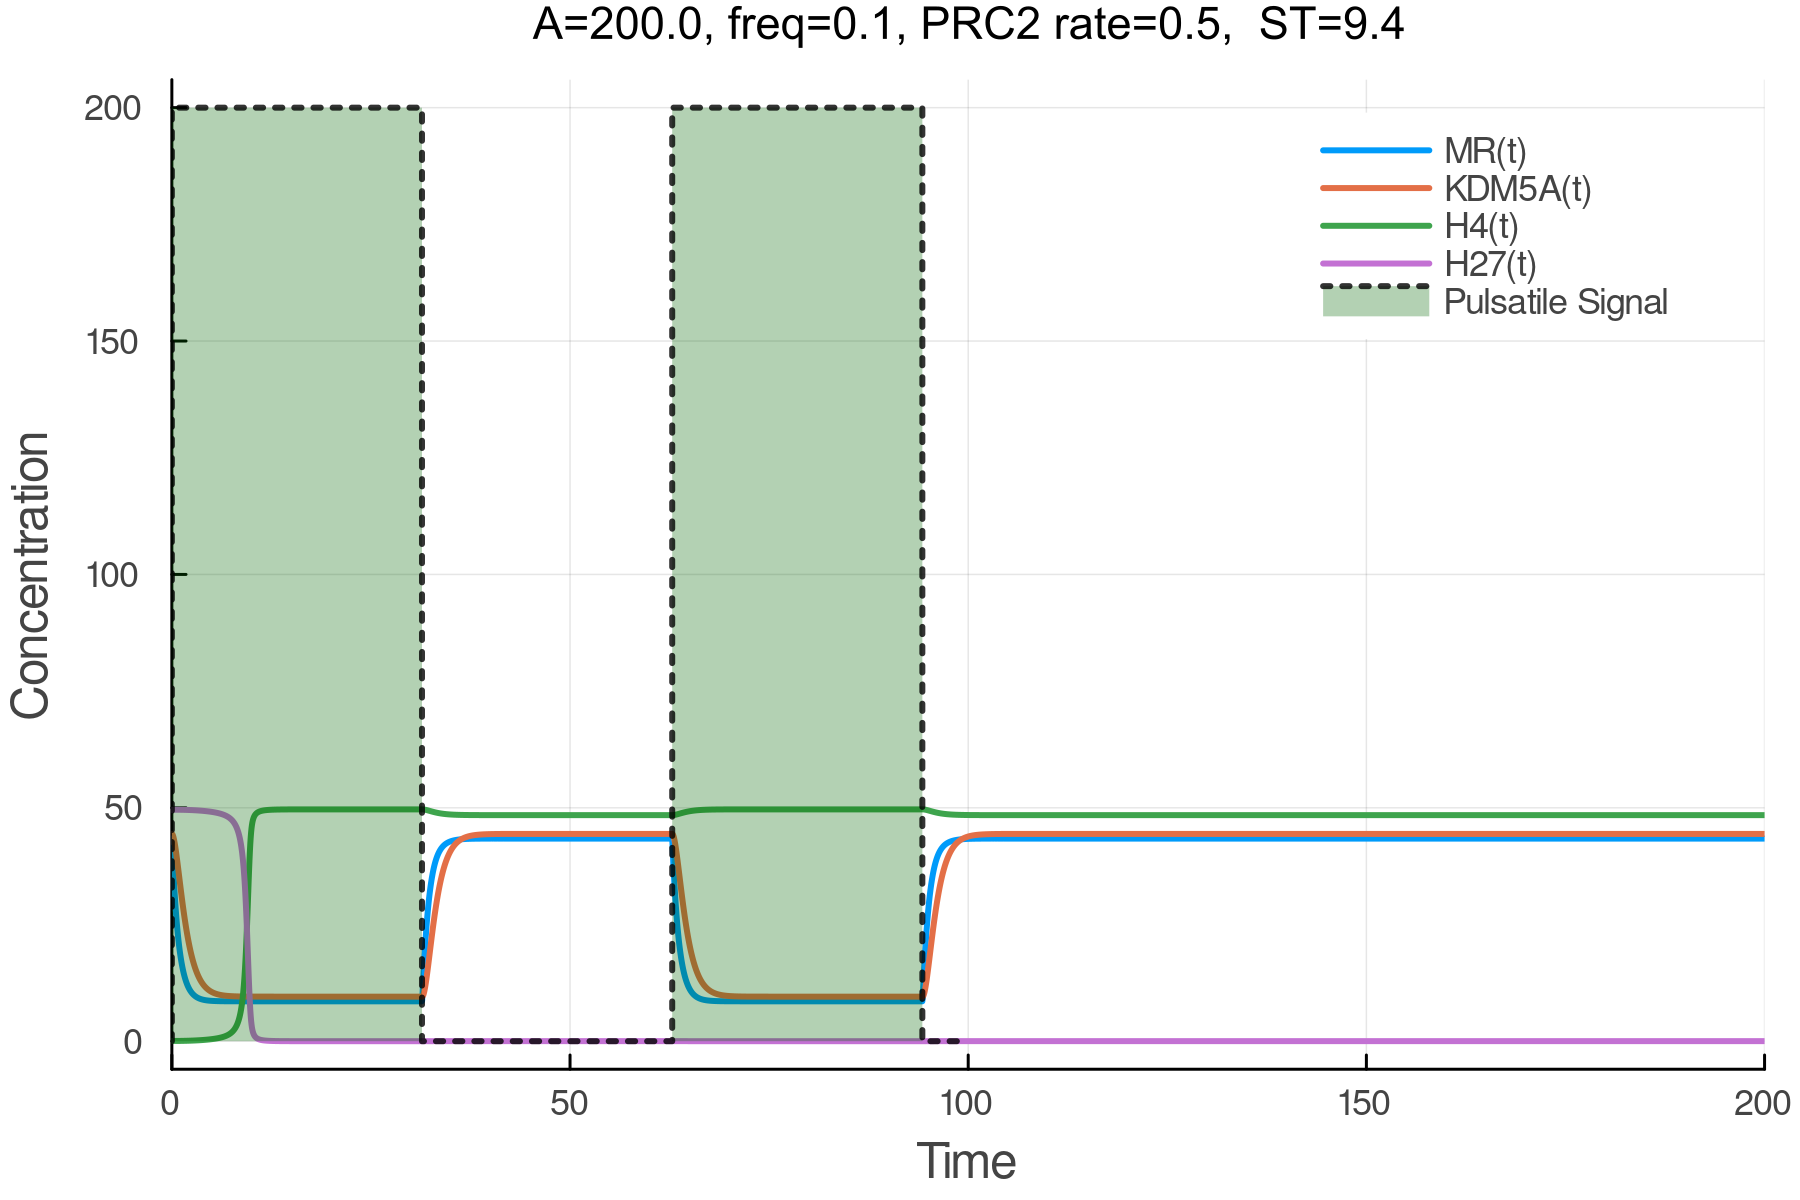 A=200.0, freq=0.1, PRC2 rate=0.5, ST=9.4
200
150
100
50
0
Concentration
MR(t)
KDM5A(t)
H4(t)
H27(t)
Pulsatile Signal
0 50 100 150 200
Time